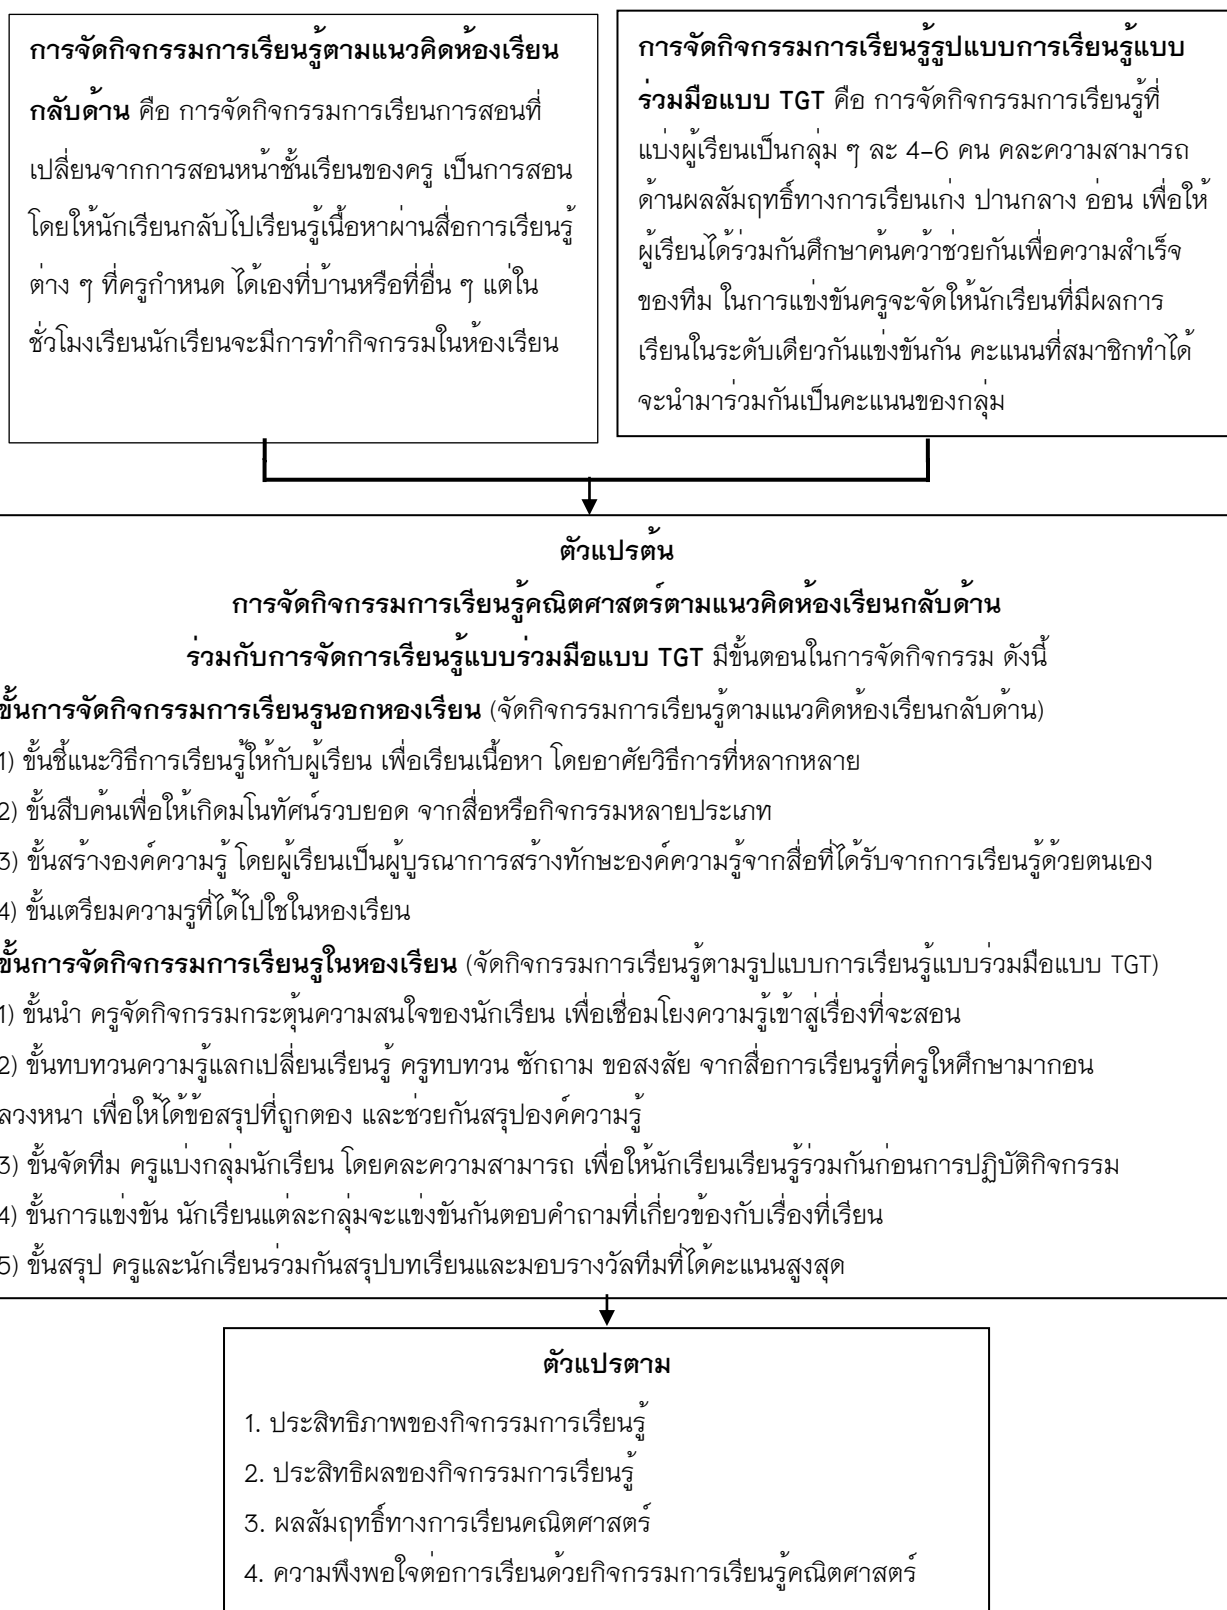 การจัดกิจกรรมการเรียนรู้ตามแนวคิดห้องเรียน
กลับด้าน คือ การจัดกิจกรรมการเรียนการสอนที่
เปลี่ยนจากการสอนหน้าชั้นเรียนของครู เป็นการสอน
โดยให้นักเรียนกลับไปเรียนรู้เนื้อหาผ่านสื่อการเรียนรู้
ต่าง ๆ ที่ครูกำหนด ได้เองที่บ้านหรือที่อื่น ๆ แต่ใน
ชั่วโมงเรียนนักเรียนจะมีการทำกิจกรรมในห้องเรียน
การจัดกิจกรรมการเรียนรู้รูปแบบการเรียนรู้แบบ
ร่วมมือแบบ TGT คือ การจัดกิจกรรมการเรียนรู้ที่
แบ่งผู้เรียนเป็นกลุ่ม ๆ ละ 4-6 คน คละความสามารถ
ด้านผลสัมฤทธิ์ทางการเรียนเก่ง ปานกลาง อ่อน เพื่อให้
ผู้เรียนได้ร่วมกันศึกษาค้นคว้าช่วยกันเพื่อความสำเร็จ
ของทีม ในการแข่งขันครูจะจัดให้นักเรียนที่มีผลการ
เรียนในระดับเดียวกันแข่งขันกัน คะแนนที่สมาชิกทำได้
จะนำมาร่วมกันเป็นคะแนนของกลุ่ม
ตัวแปรต้น
การจัดกิจกรรมการเรียนรู้คณิตศาสตร์ตามแนวคิดห้องเรียนกลับด้าน
ร่วมกับการจัดการเรียนรู้แบบร่วมมือแบบ TGT มีขั้นตอนในการจัดกิจกรรม ดังนี้
ขั้นการจัดกิจกรรมการเรียนรูนอกหองเรียน (จัดกิจกรรมการเรียนรู้ตามแนวคิดห้องเรียนกลับด้าน)
1) ขั้นชี้แนะวิธีการเรียนรู้ให้กับผู้เรียน เพื่อเรียนเนื้อหา โดยอาศัยวิธีการที่หลากหลาย
2) ขั้นสืบค้นเพื่อให้เกิดมโนทัศน์รวบยอด จากสื่อหรือกิจกรรมหลายประเภท
3) ขั้นสร้างองค์ความรู้ โดยผู้เรียนเป็นผู้บูรณาการสร้างทักษะองค์ความรู้จากสื่อที่ได้รับจากการเรียนรู้ด้วยตนเอง
4) ขั้นเตรียมความรูที่ได้ไปใชในหองเรียน
ขั้นการจัดกิจกรรมการเรียนรูในหองเรียน (จัดกิจกรรมการเรียนรู้ตามรูปแบบการเรียนรู้แบบร่วมมือแบบ TGT)
1) ขั้นนำ ครูจัดกิจกรรมกระตุ้นความสนใจของนักเรียน เพื่อเชื่อมโยงความรู้เข้าสู่เรื่องที่จะสอน
2) ขั้นทบทวนความรู้แลกเปลี่ยนเรียนรู้ ครูทบทวน ซักถาม ขอสงสัย จากสื่อการเรียนรูที่ครูใหศึกษามากอน
ลวงหนา เพื่อให้ได้ข้อสรุปที่ถูกตอง และช่วยกันสรุปองค์ความรู้
3) ขั้นจัดทีม ครูแบ่งกลุ่มนักเรียน โดยคละความสามารถ เพื่อให้นักเรียนเรียนรู้ร่วมกันก่อนการปฏิบัติกิจกรรม
4) ขั้นการแข่งขัน นักเรียนแต่ละกลุ่มจะแข่งขันกันตอบคำถามที่เกี่ยวข้องกับเรื่องที่เรียน
5) ขั้นสรุป ครูและนักเรียนร่วมกันสรุปบทเรียนและมอบรางวัลทีมที่ได้คะแนนสูงสุด
ตัวแปรตาม
1. ประสิทธิภาพของกิจกรรมการเรียนรู้
2. ประสิทธิผลของกิจกรรมการเรียนรู้
3. ผลสัมฤทธิ์ทางการเรียนคณิตศาสตร์
4. ความพึงพอใจต่อการเรียนด้วยกิจกรรมการเรียนรู้คณิตศาสตร์